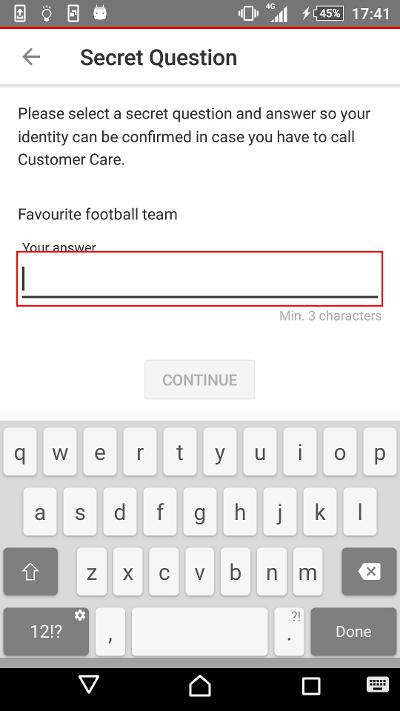 4G 45% 17:41
Secret Question
Please select a secret question and answer so your
identity can be confirmed in case you have to call
Customer Care.
Favourite football team
Your answer
Min. 3 characters
CONTINUE
q w e r t y u i o p
a s d f g h j k l
z x c v b n m
12!? , ?! . Done